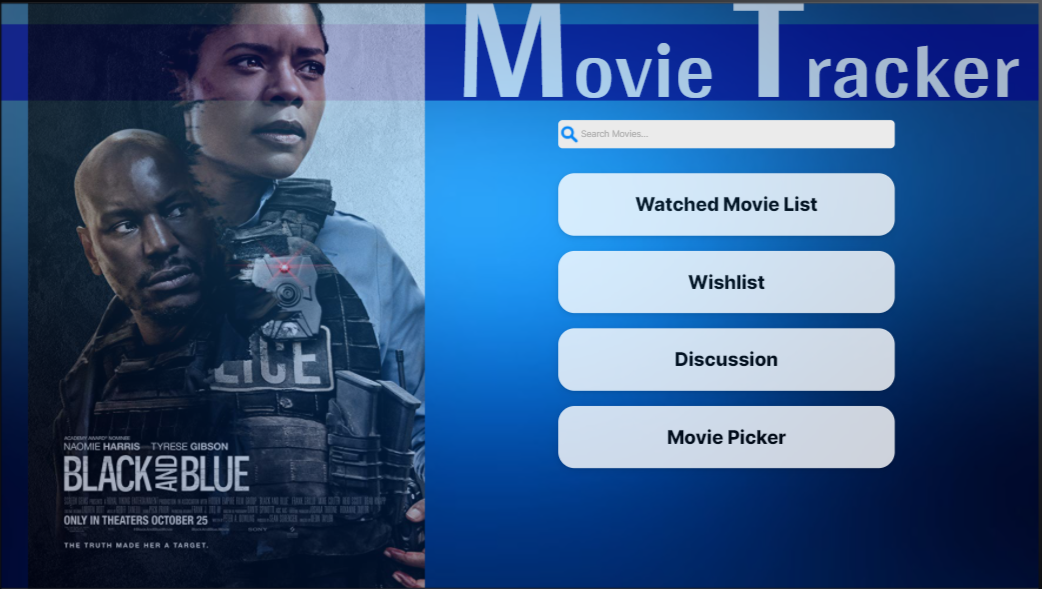 Movie Tracker
Search Movies...
Watched Movie List
Wishlist
Discussion
Movie Picker
LICE
ACADEMY AWARD® NOMINEE
NAOMIE HARRIS TYRESE GIBSON
BLACK AND BLUE
ONLY IN THEATERS OCTOBER 25
SONY
THE TRUTH MADE HER A TARGET.